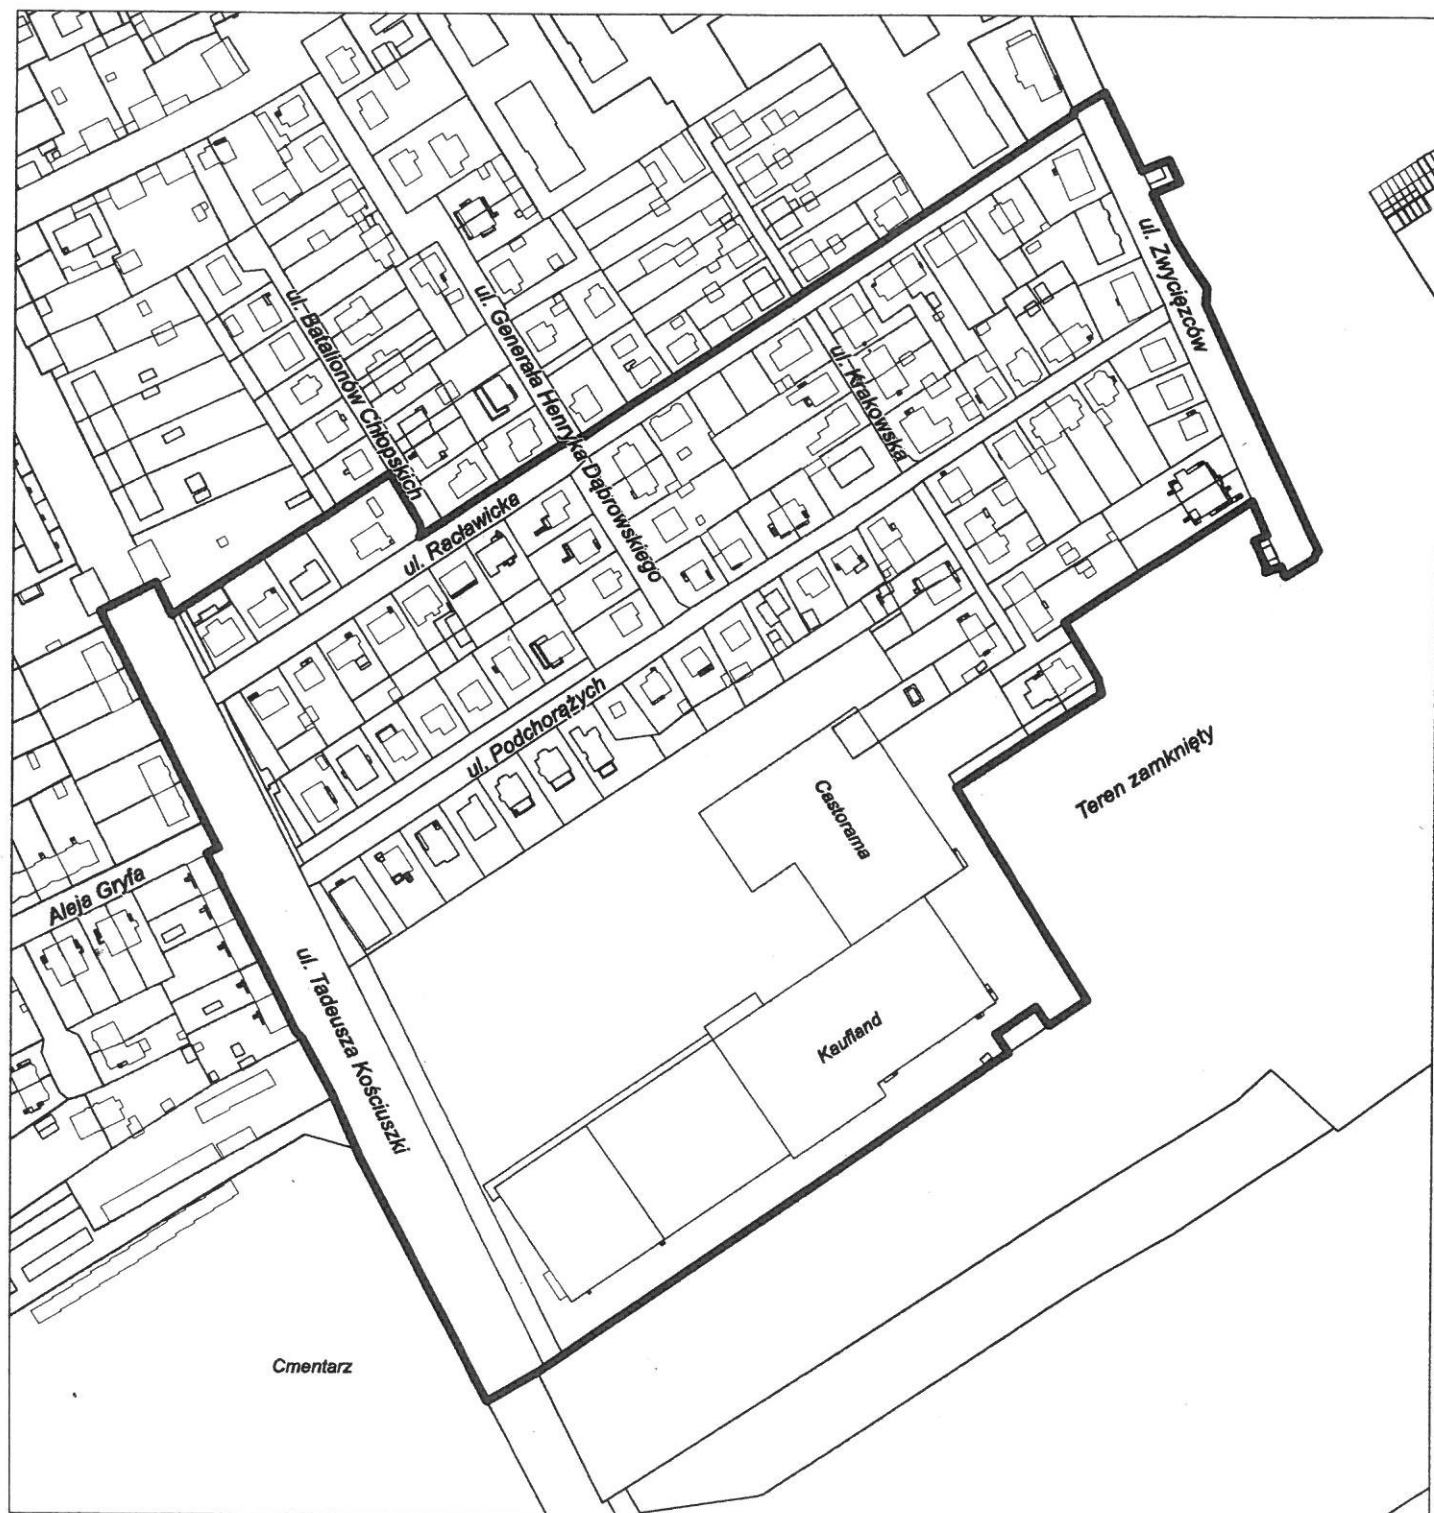 ul. Zwycięzców
ul. Batalionów Chłopskich
ul. Generała Henryka Dąbrowskiego
ul. Krakowska
ul. Racławicka
ul. Podchorążych
Teren zamknięty
Castorama
Aleja Gryfa
ul. Tadeusza Kościuszki
Kaufland
Cmentarz